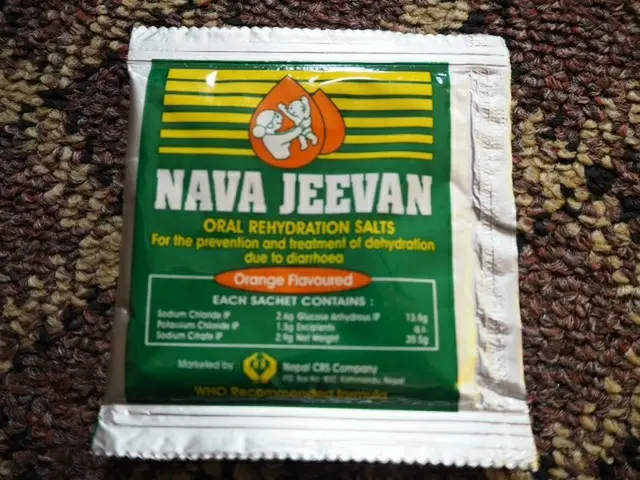 NAVA JEEVAN
ORAL REHYDRATION SALTS
For the prevention and treatment of dehydration
due to diarrhoea
Orange Flavoured
EACH SACHET CONTAINS :
Sodium Chloride IP 2.6g Glucose Anhydrous IP 13.5g
Potassium Chloride IP 1.5g Excipients q.s.
Sodium Citrate IP 2.9g Net Weight 20.5g
Marketed by Nepal CRS Company
Kathmandu, Nepal
WHO Recommended formula